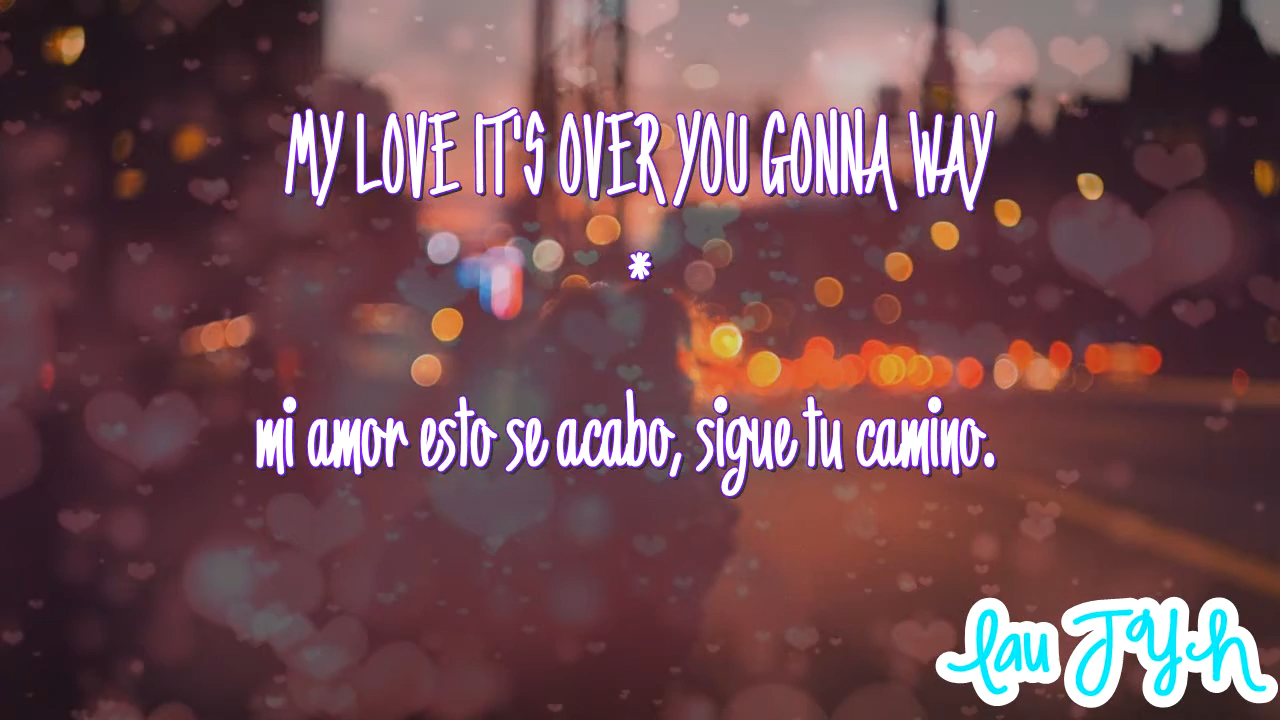 MY LOVE IT'S OVER YOU GONNA WAY
*
mi amor esto se acabo, sigue tu camino.
lau JYh